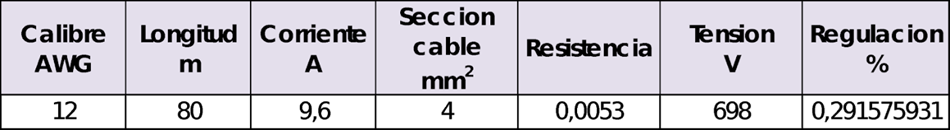 Calibre AWG Longitud m Corriente A Seccion cable mm² Resistencia Tension V Regulacion %
12 80 9,6 4 0,0053 698 0,291575931